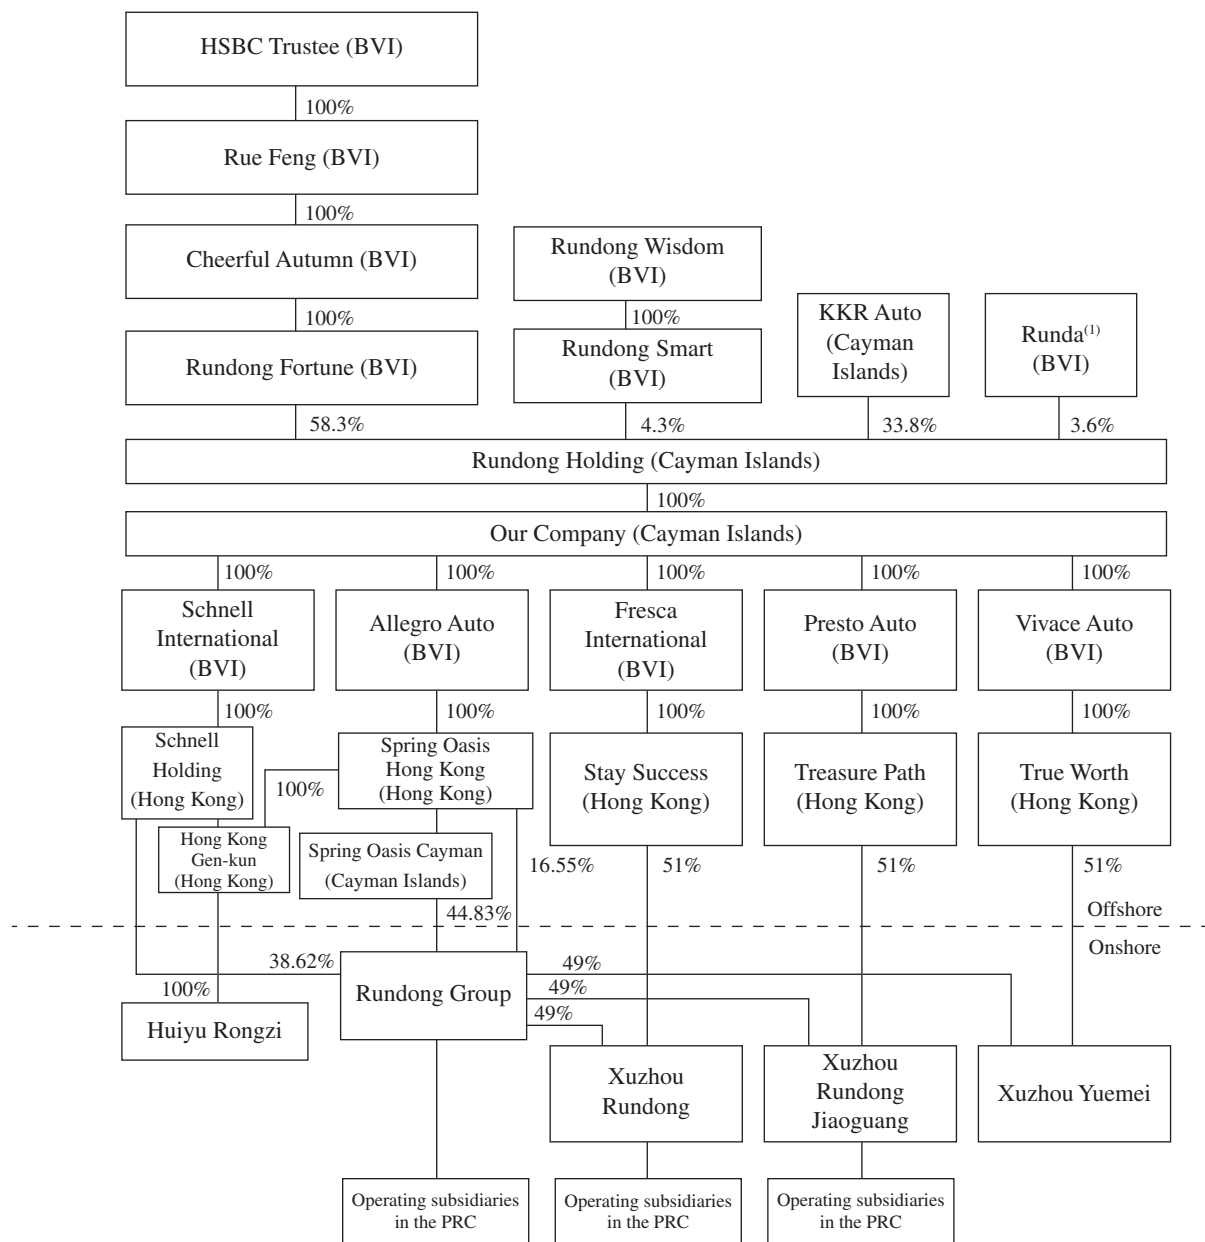 HSBC Trustee (BVI)
100%
Rue Feng (BVI)
100%
Cheerful Autumn (BVI)
Rundong Wisdom
(BVI)
100%
100%
KKR Auto
(Cayman
Islands)
Runda(1)
(BVI)
Rundong Fortune (BVI)
Rundong Smart
(BVI)
58.3%
4.3%
33.8%
3.6%
Rundong Holding (Cayman Islands)
100%
Our Company (Cayman Islands)
100%
100%
100%
100%
100%
Schnell
International
(BVI)
Allegro Auto
(BVI)
Fresca
International
(BVI)
Presto Auto
(BVI)
Vivace Auto
(BVI)
100%
100%
100%
100%
100%
Schnell
Holding
(Hong Kong)
100%
Spring Oasis
Hong Kong
(Hong Kong)
Stay Success
(Hong Kong)
Treasure Path
(Hong Kong)
True Worth
(Hong Kong)
Hong Kong
Gen-kun
(Hong Kong)
Spring Oasis Cayman
(Cayman Islands)
16.55%
51%
51%
51%
44.83%
Offshore
Onshore
38.62%
49%
49%
49%
100%
Rundong Group
Huiyu Rongzi
Xuzhou
Rundong
Xuzhou
Rundong
Jiaoguang
Xuzhou Yuemei
Operating subsidiaries
in the PRC
Operating subsidiaries
in the PRC
Operating subsidiaries
in the PRC